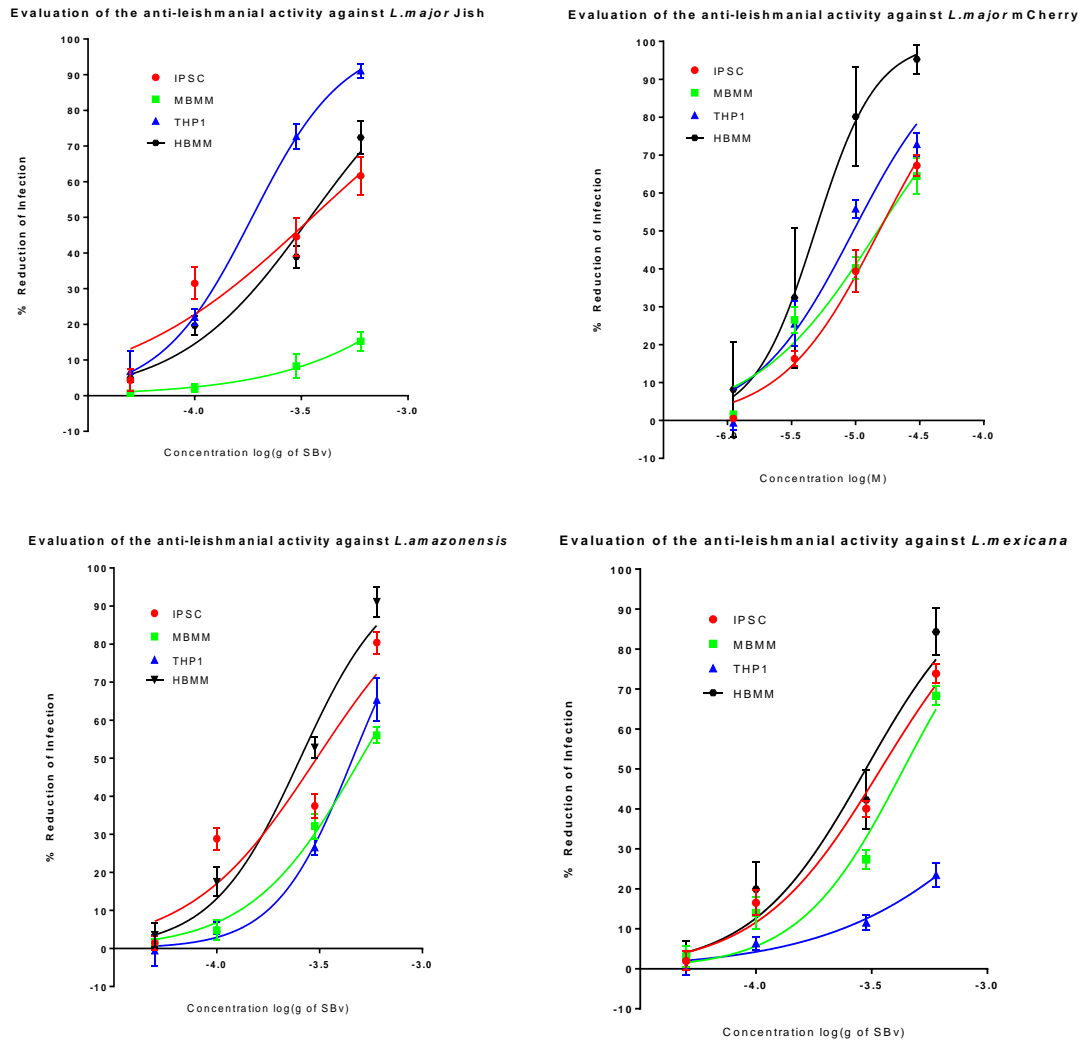 Evaluation of the anti-leishmanial activity against L.major Jish
% Reduction of Infection
100
90
80
70
60
50
40
30
20
10
0
-10
IPSC
MBMM
THP1
HBMM
-4.0
-3.5
-3.0
Concentration log(g of SBv)
Evaluation of the anti-leishmanial activity against L.major mCherry
% Reduction of Infection
100
90
80
70
60
50
40
30
20
10
0
-10
IPSC
MBMM
THP1
HBMM
-6.0
-5.5
-5.0
-4.5
-4.0
Concentration log(M)
Evaluation of the anti-leishmanial activity against L.amazonensis
% Reduction of Infection
100
90
80
70
60
50
40
30
20
10
0
-10
IPSC
MBMM
THP1
HBMM
-4.0
-3.5
-3.0
Concentration log(g of SBv)
Evaluation of the anti-leishmanial activity against L.mexicana
% Reduction of Infection
100
90
80
70
60
50
40
30
20
10
0
-10
IPSC
MBMM
THP1
HBMM
-4.0
-3.5
-3.0
Concentration log(g of SBv)